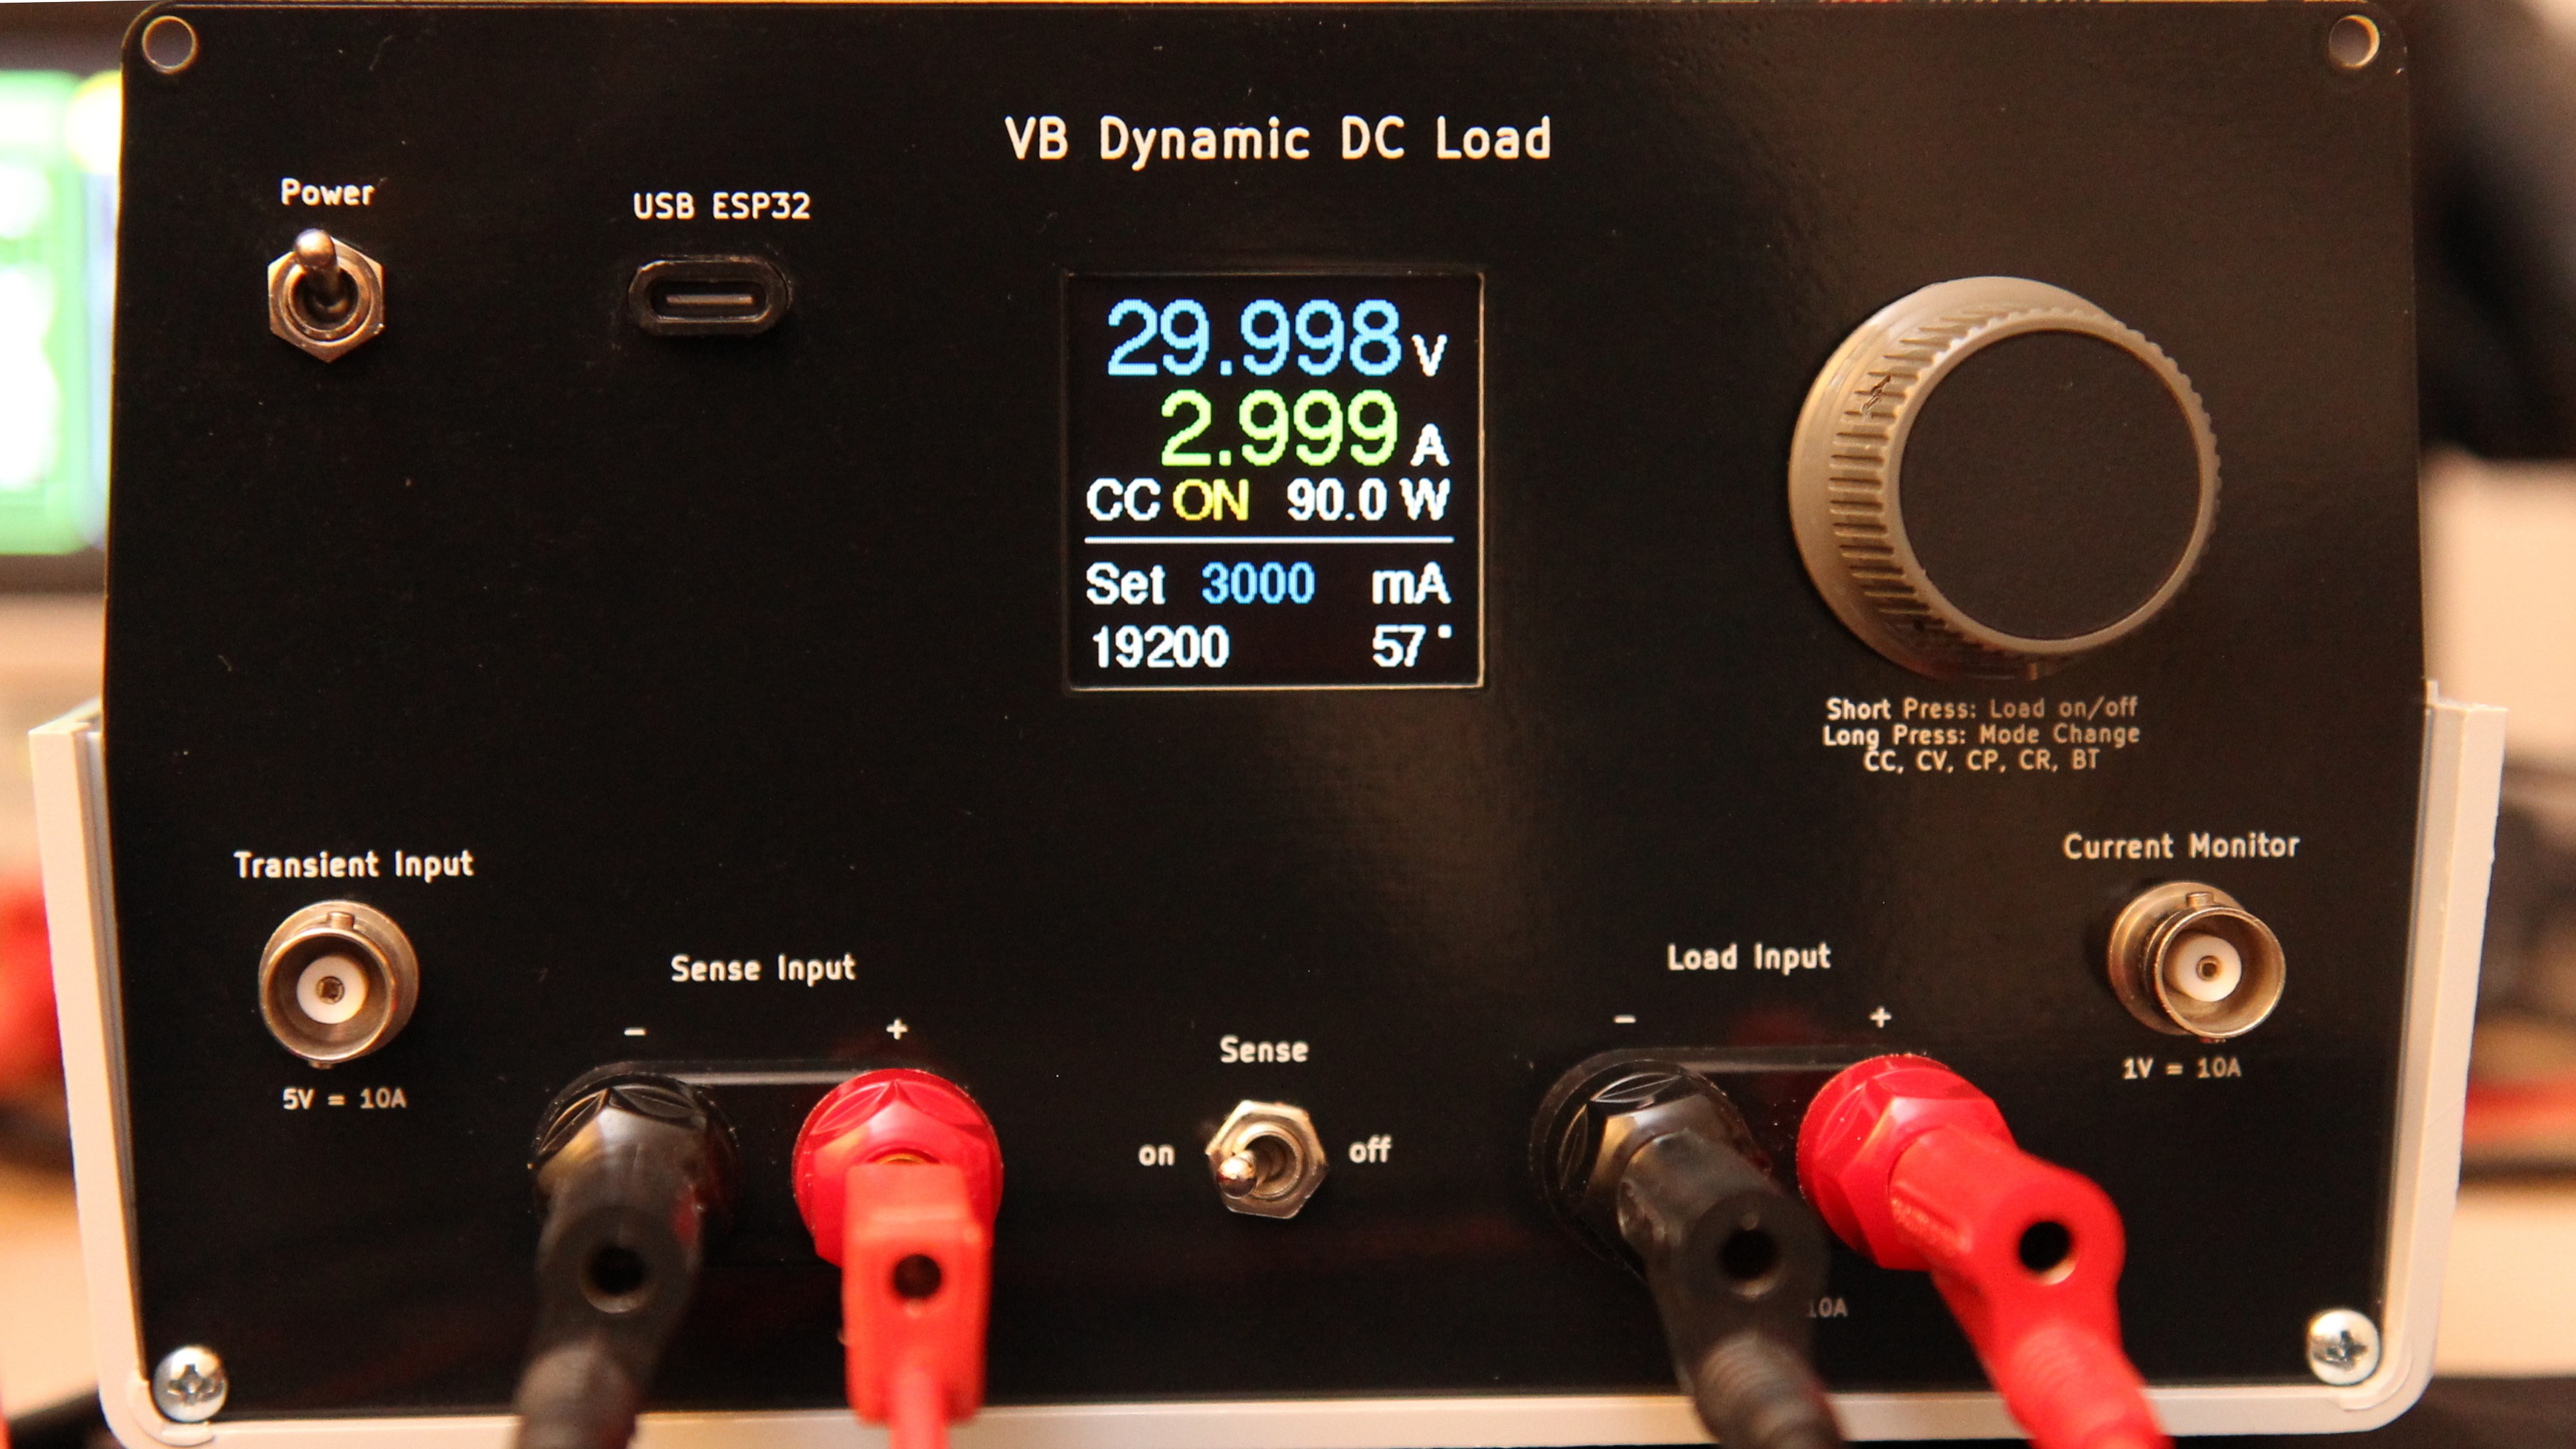 VB Dynamic DC Load
Power
USB ESP32
29.998 V
2.999 A
CC ON 90.0 W
Set 3000 mA
19200 57°
Short Press: Load on/off
Long Press: Mode Change
CC, CV, CP, CR, BT
Transient Input
5V = 10A
Sense Input
- +
Sense
on off
Load Input
- +
10A
Current Monitor
1V = 10A